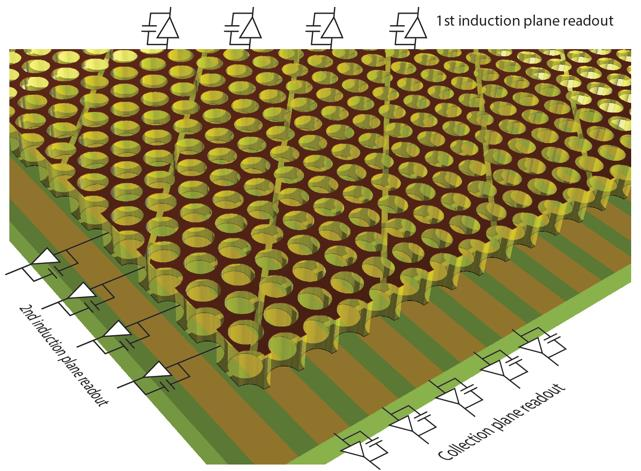 1st induction plane readout
2nd induction plane readout
Collection plane readout